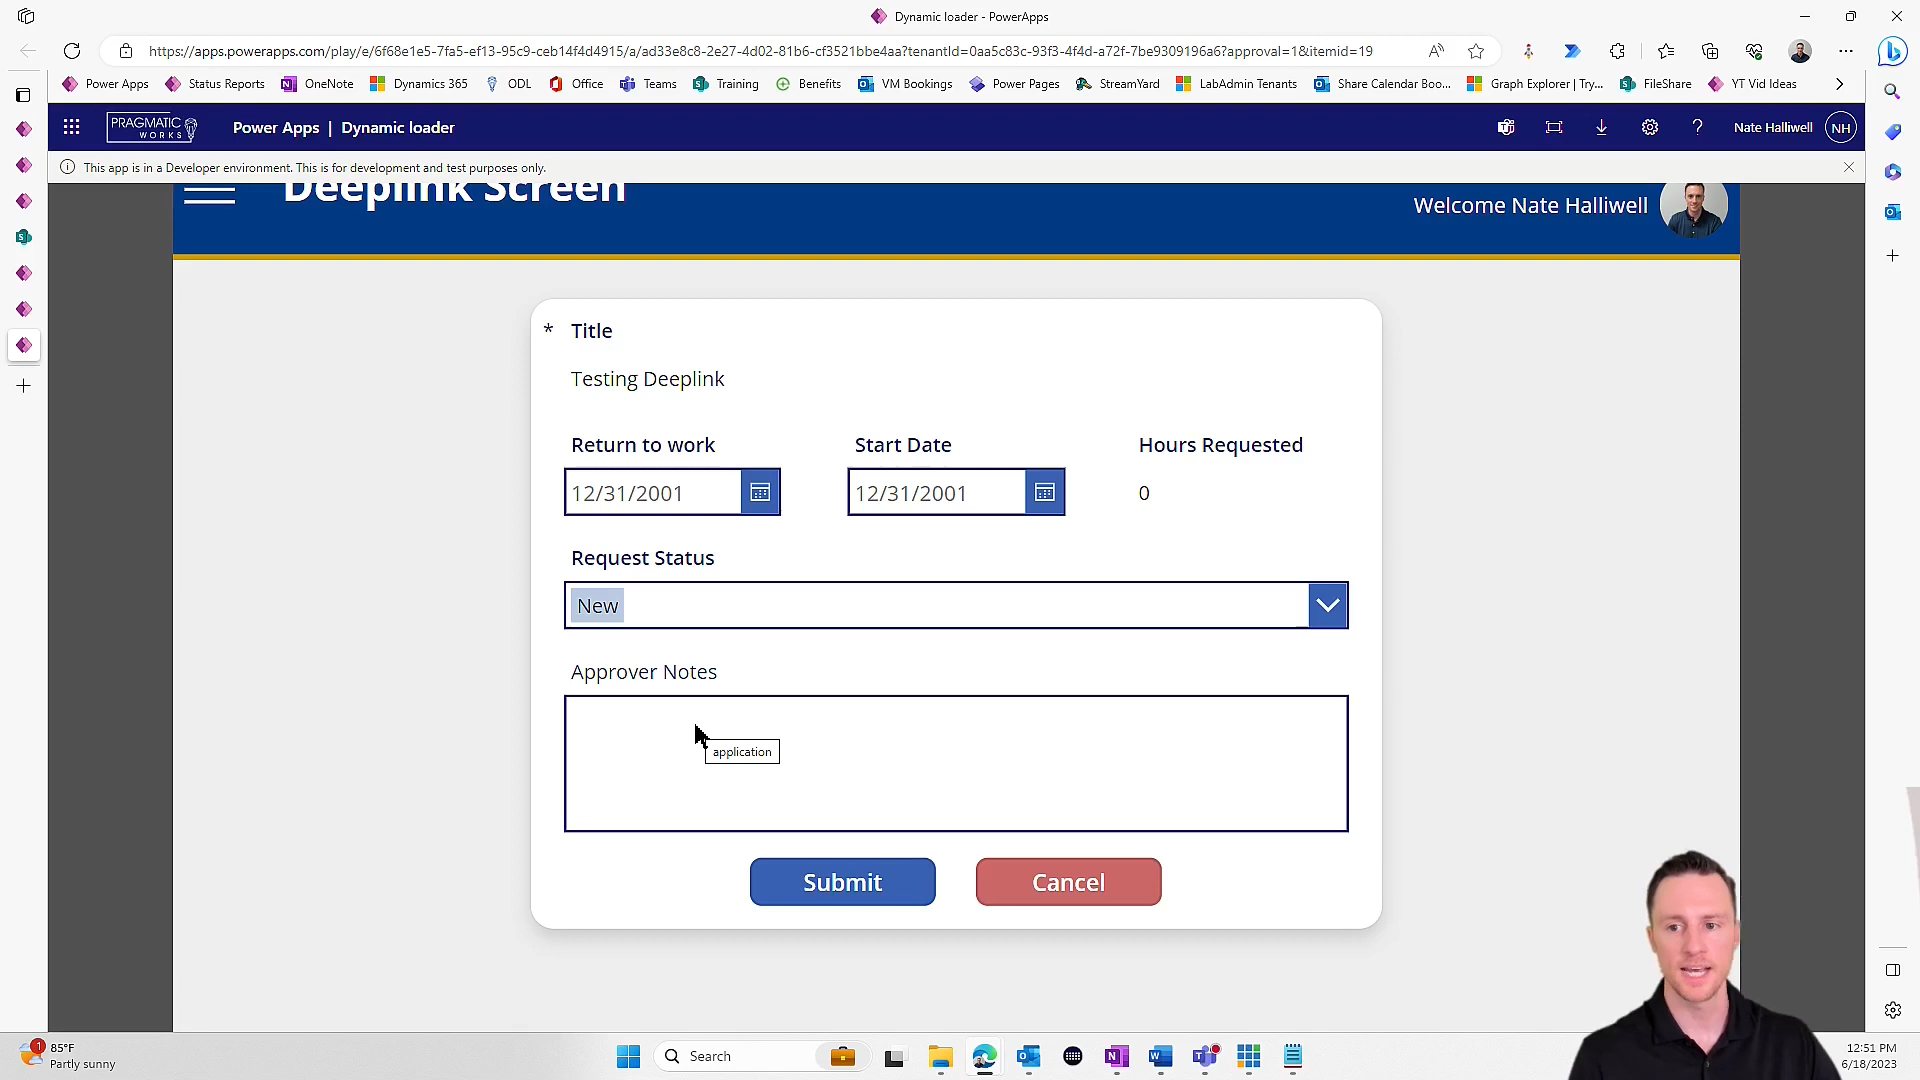 Dynamic loader - PowerApps
https://apps.powerapps.com/play/e/6f68e1e5-7fa5-ef13-95c9-ceb14f4d4915/a/ad33e8c8-2e27-4d02-81b6-cf3521bbe4aa?tenantId=0aa5c83c-93f3-4f4d-a72f-7be9309196a6?approval=1&itemid=19
Power Apps Status Reports OneNote Dynamics 365 ODL Office Teams Training Benefits VM Bookings Power Pages StreamYard LabAdmin Tenants Share Calendar Boo... Graph Explorer | Try... FileShare YT Vid Ideas
PRAGMATIC WORKS Power Apps | Dynamic loader ? Nate Halliwell NH
This app is in a Developer environment. This is for development and test purposes only.
Deeplink Screen
Welcome Nate Halliwell
* Title
Testing Deeplink
Return to work Start Date Hours Requested
12/31/2001 12/31/2001 0
Request Status
New
Approver Notes
application
Submit Cancel
1 85°F
Partly sunny
Search
12:51 PM
6/18/2023